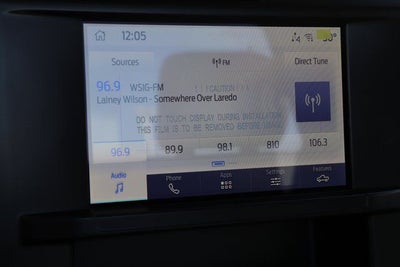 12:05
Sources
FM
Direct Tune
96.9 WSIG-FM
! ! CAUTION ! !
Lainey Wilson - Somewhere Over Laredo
DO NOT TOUCH DISPLAY DURING INSTALLATION
THIS FILM IS TO BE REMOVED BEFORE
96.9 89.9 98.1 810 106.3
Audio Phone Apps Settings Features